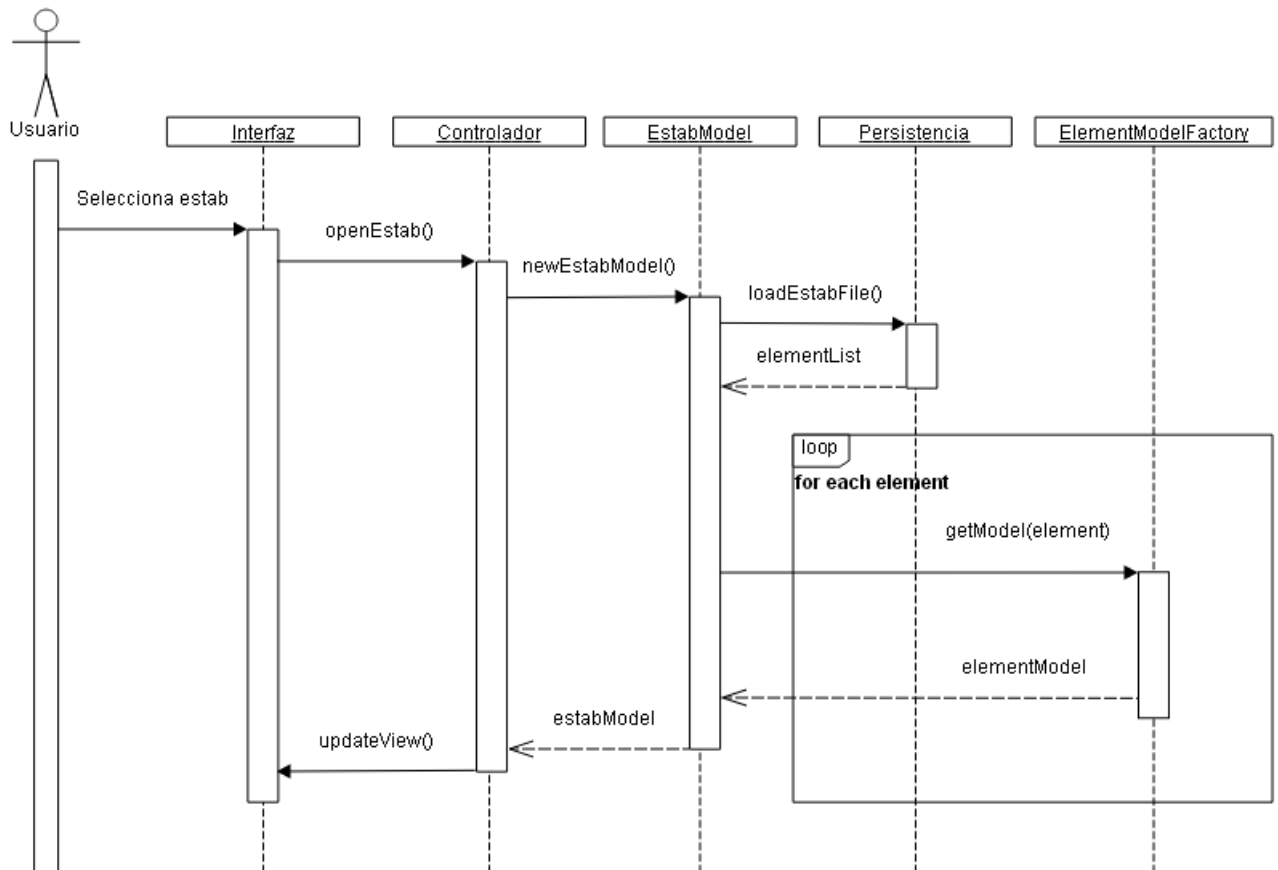 Usuario
Interfaz
Controlador
EstabModel
Persistencia
ElementModelFactory
Selecciona estab
openEstab()
newEstabModel()
loadEstabFile()
elementList
loop
for each element
getModel(element)
elementModel
estabModel
updateView()